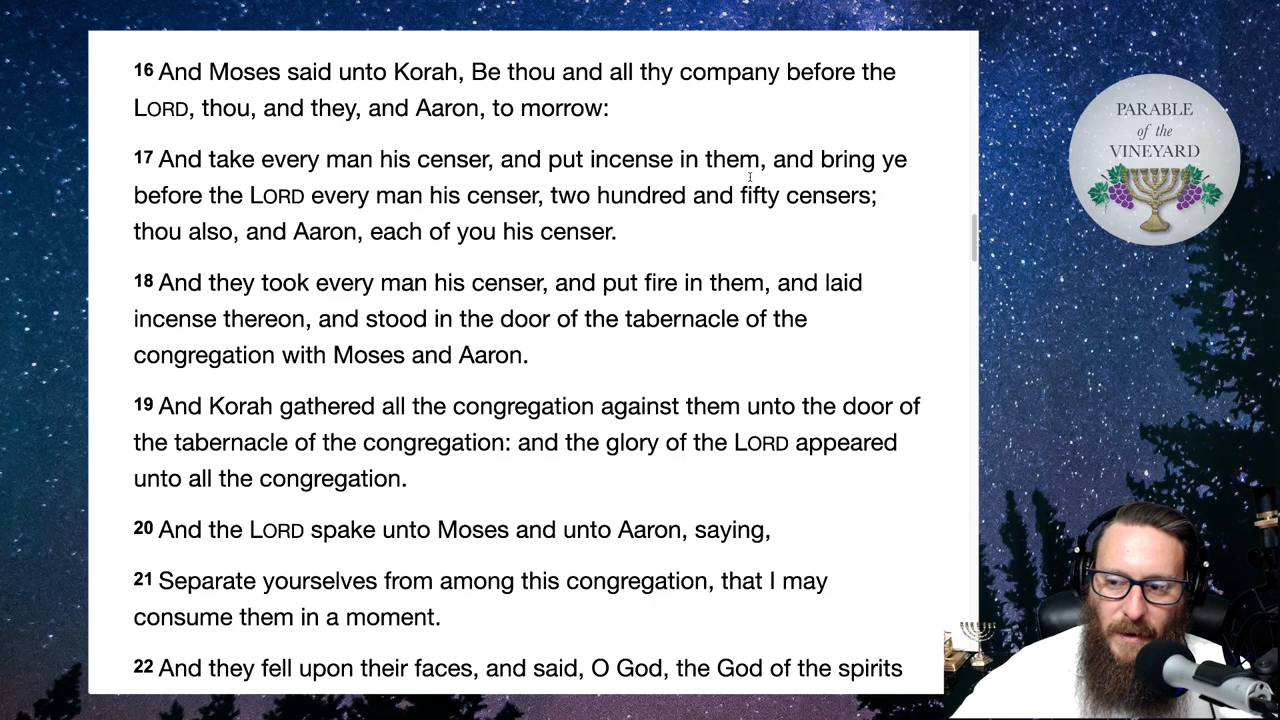 16 And Moses said unto Korah, Be thou and all thy company before the
LORD, thou, and they, and Aaron, to morrow:
17 And take every man his censer, and put incense in them, and bring ye
before the LORD every man his censer, two hundred and fifty censers;
thou also, and Aaron, each of you his censer.
18 And they took every man his censer, and put fire in them, and laid
incense thereon, and stood in the door of the tabernacle of the
congregation with Moses and Aaron.
19 And Korah gathered all the congregation against them unto the door of
the tabernacle of the congregation: and the glory of the LORD appeared
unto all the congregation.
20 And the LORD spake unto Moses and unto Aaron, saying,
21 Separate yourselves from among this congregation, that I may
consume them in a moment.
22 And they fell upon their faces, and said, O God, the God of the spirits
PARABLE
of the
VINEYARD